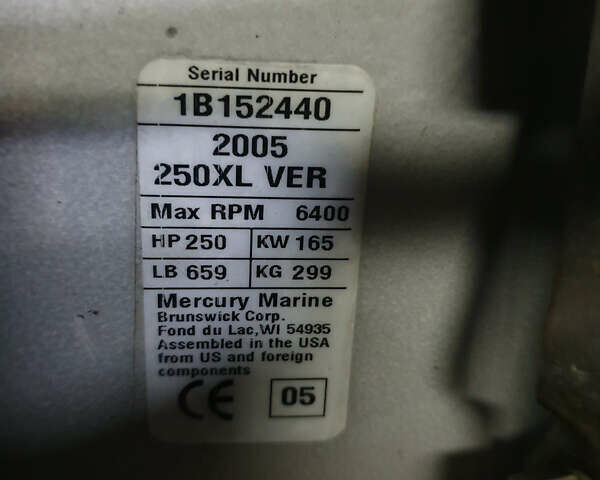 Serial Number
1B152440
2005
250XL VER
Max RPM 6400
HP 250 KW 165
LB 659 KG 299
Mercury Marine
Brunswick Corp.
Fond du Lac,WI 54935
Assembled in the USA
from US and foreign
components
CE 05